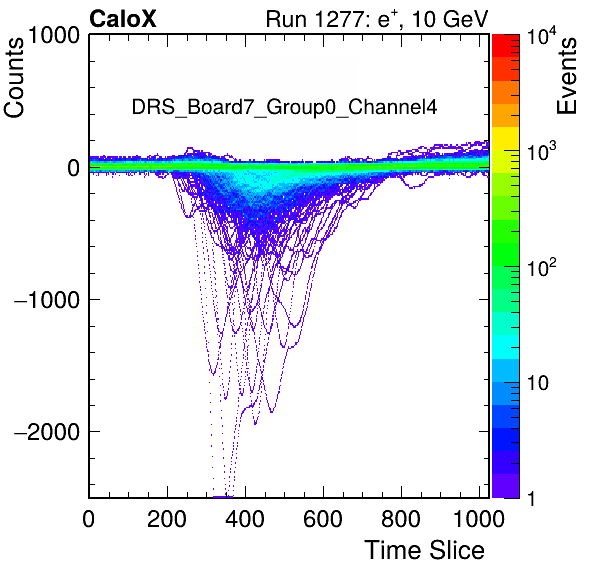 CaloX Run 1277: e⁺, 10 GeV
Counts
Events
DRS_Board7_Group0_Channel4
1000
0
−1000
−2000
0 200 400 600 800 1000
Time Slice
10⁴
10³
10²
10
1